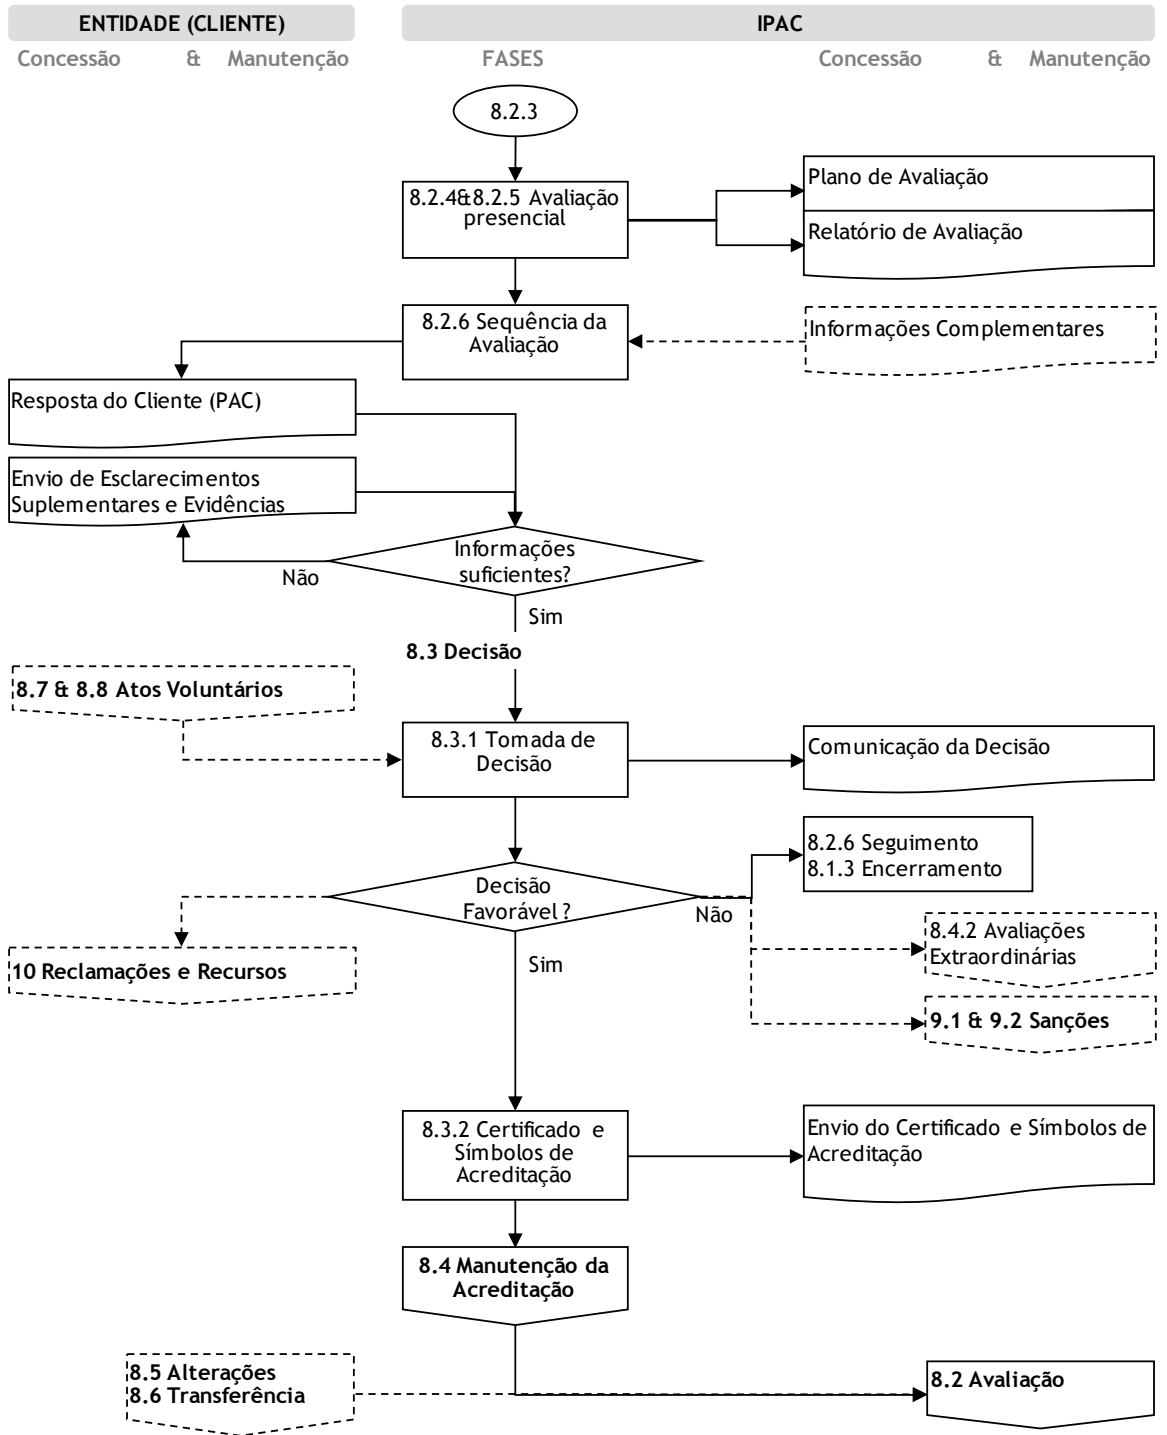 ENTIDADE (CLIENTE)
IPAC
Concessão & Manutenção
FASES
Concessão & Manutenção
8.2.3
8.2.4&8.2.5 Avaliação
presencial
Plano de Avaliação
Relatório de Avaliação
8.2.6 Sequência da
Avaliação
Informações Complementares
Resposta do Cliente (PAC)
Envio de Esclarecimentos
Suplementares e Evidências
Informações
suficientes?
Não
Sim
8.3 Decisão
8.7 & 8.8 Atos Voluntários
8.3.1 Tomada de
Decisão
Comunicação da Decisão
8.2.6 Seguimento
8.1.3 Encerramento
Decisão
Favorável ?
Não
8.4.2 Avaliações
Extraordinárias
10 Reclamações e Recursos
Sim
9.1 & 9.2 Sanções
8.3.2 Certificado e
Símbolos de
Acreditação
Envio do Certificado e Símbolos de
Acreditação
8.4 Manutenção da
Acreditação
8.5 Alterações
8.6 Transferência
8.2 Avaliação